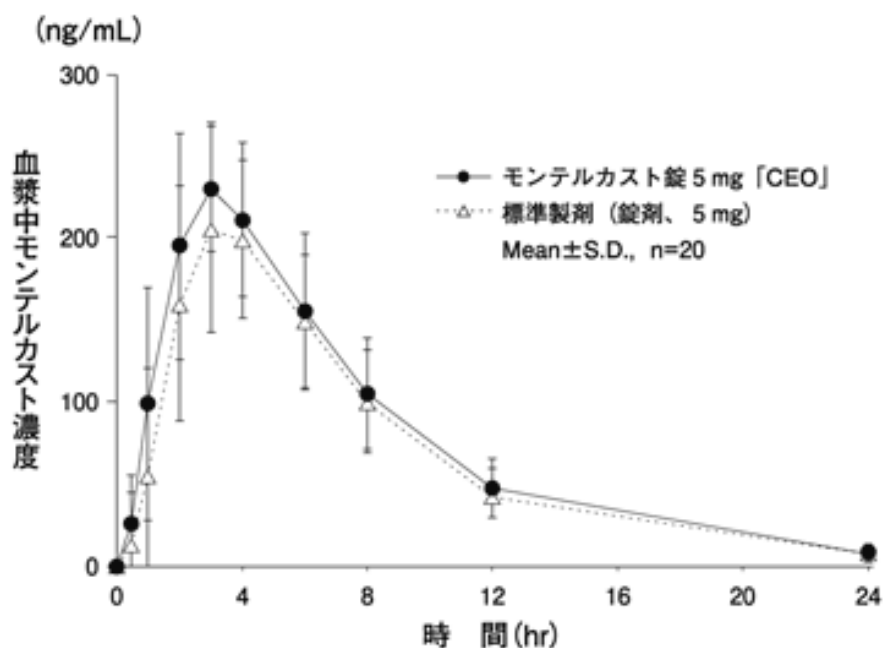 (ng/mL)
300
200
100
0
血漿中モンテルカスト濃度
モンテルカスト錠 5 mg「CEO」
標準製剤（錠剤、5 mg）
Mean±S.D., n=20
0 4 8 12 16 20 24
時 間(hr)